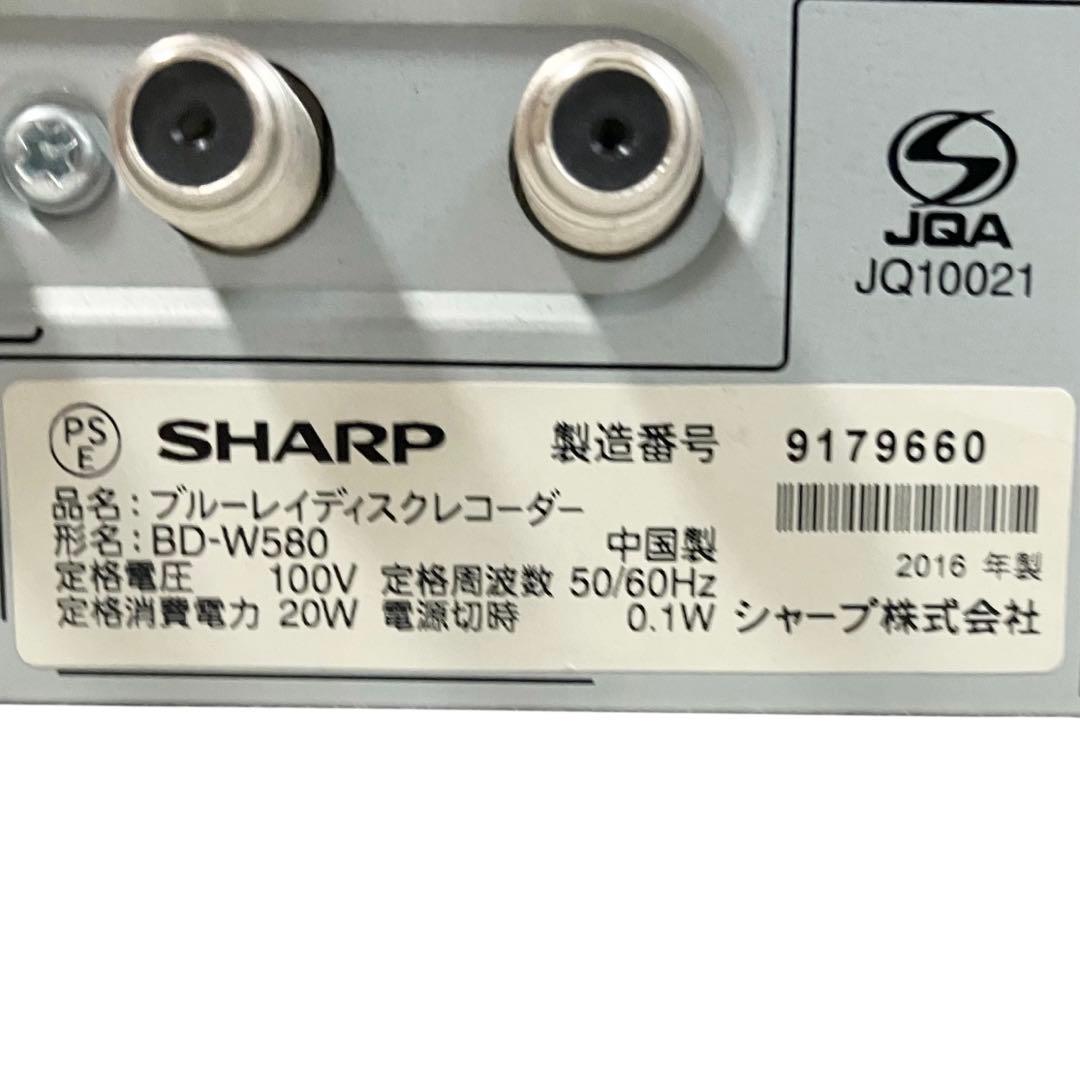 JQA
JQ10021
PSE SHARP 製造番号 9179660
品名：ブルーレイディスクレコーダー
形名：BD-W580 中国製
2016 年製
定格電圧 100V 定格周波数 50/60Hz
定格消費電力 20W 電源切時 0.1W シャープ株式会社